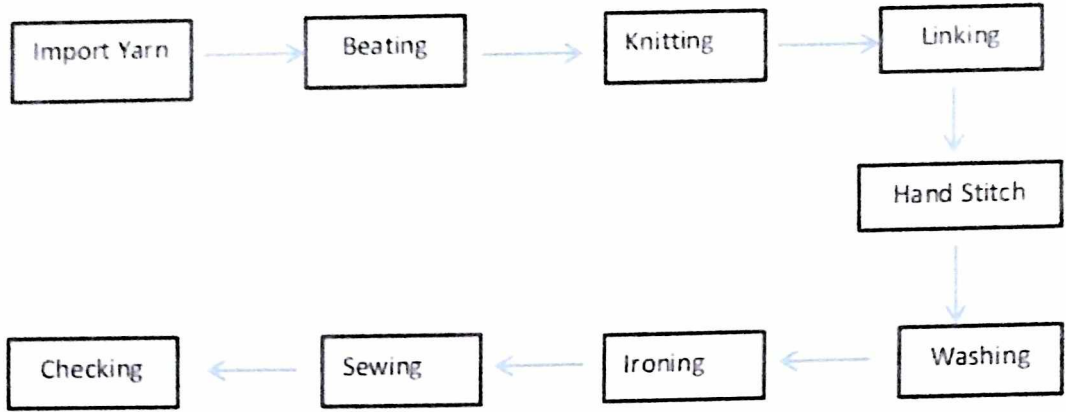 Import Yarn
Beating
Knitting
Linking
Hand Stitch
Washing
Ironing
Sewing
Checking